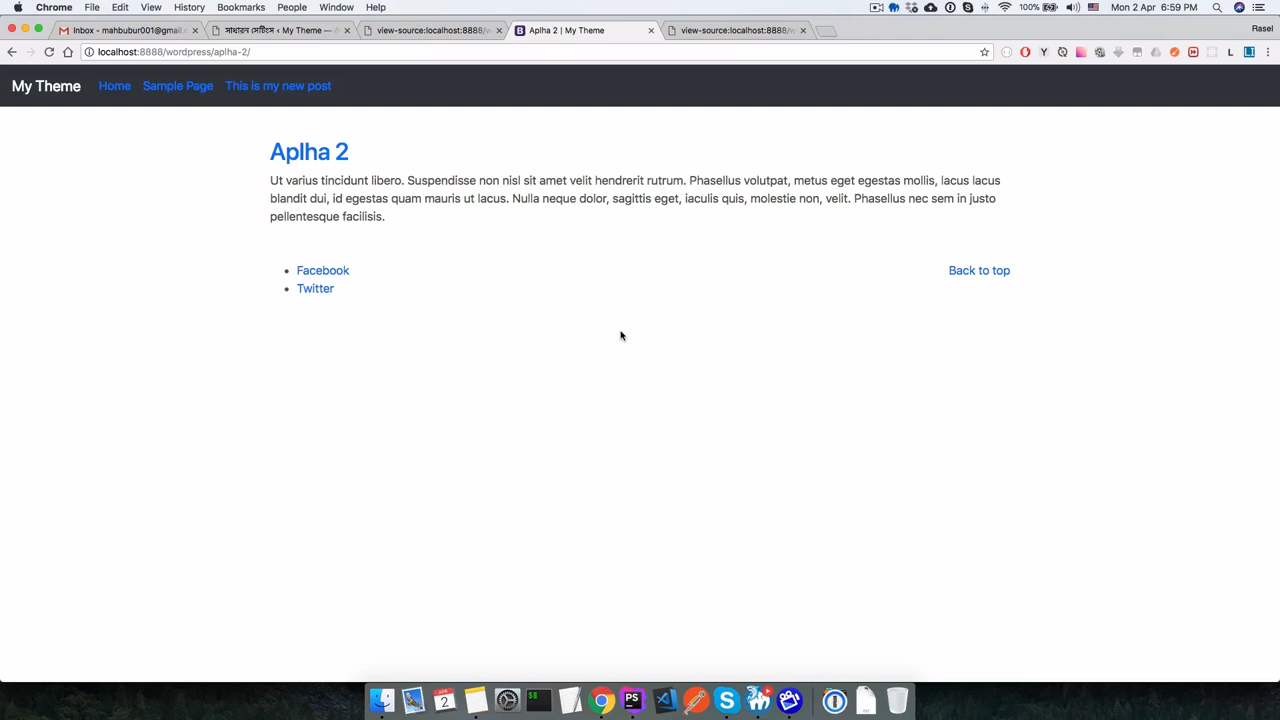 Chrome File Edit View History Bookmarks People Window Help 100% Mon 2 Apr 6:59 PM
Inbox - mahbubur001@gmail. সাধারন সেটিংস ‹ My Theme — view-source:localhost:8888/w Aplha 2 | My Theme view-source:localhost:8888/w Rasel
localhost:8888/wordpress/aplha-2/
My Theme Home Sample Page This is my new post
Aplha 2
Ut varius tincidunt libero. Suspendisse non nisl sit amet velit hendrerit rutrum. Phasellus volutpat, metus eget egestas mollis, lacus lacus
blandit dui, id egestas quam mauris ut lacus. Nulla neque dolor, sagittis eget, iaculis quis, molestie non, velit. Phasellus nec sem in justo
pellentesque facilisis.
Facebook Back to top
Twitter